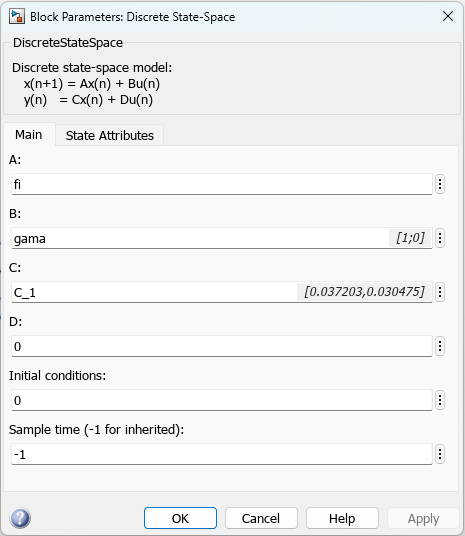 Block Parameters: Discrete State-Space
DiscreteStateSpace
Discrete state-space model:
x(n+1) = Ax(n) + Bu(n)
y(n) = Cx(n) + Du(n)
Main State Attributes
A:
fi
B:
gama [1;0]
C:
C_1 [0.037203,0.030475]
D:
0
Initial conditions:
0
Sample time (-1 for inherited):
-1
OK Cancel Help Apply